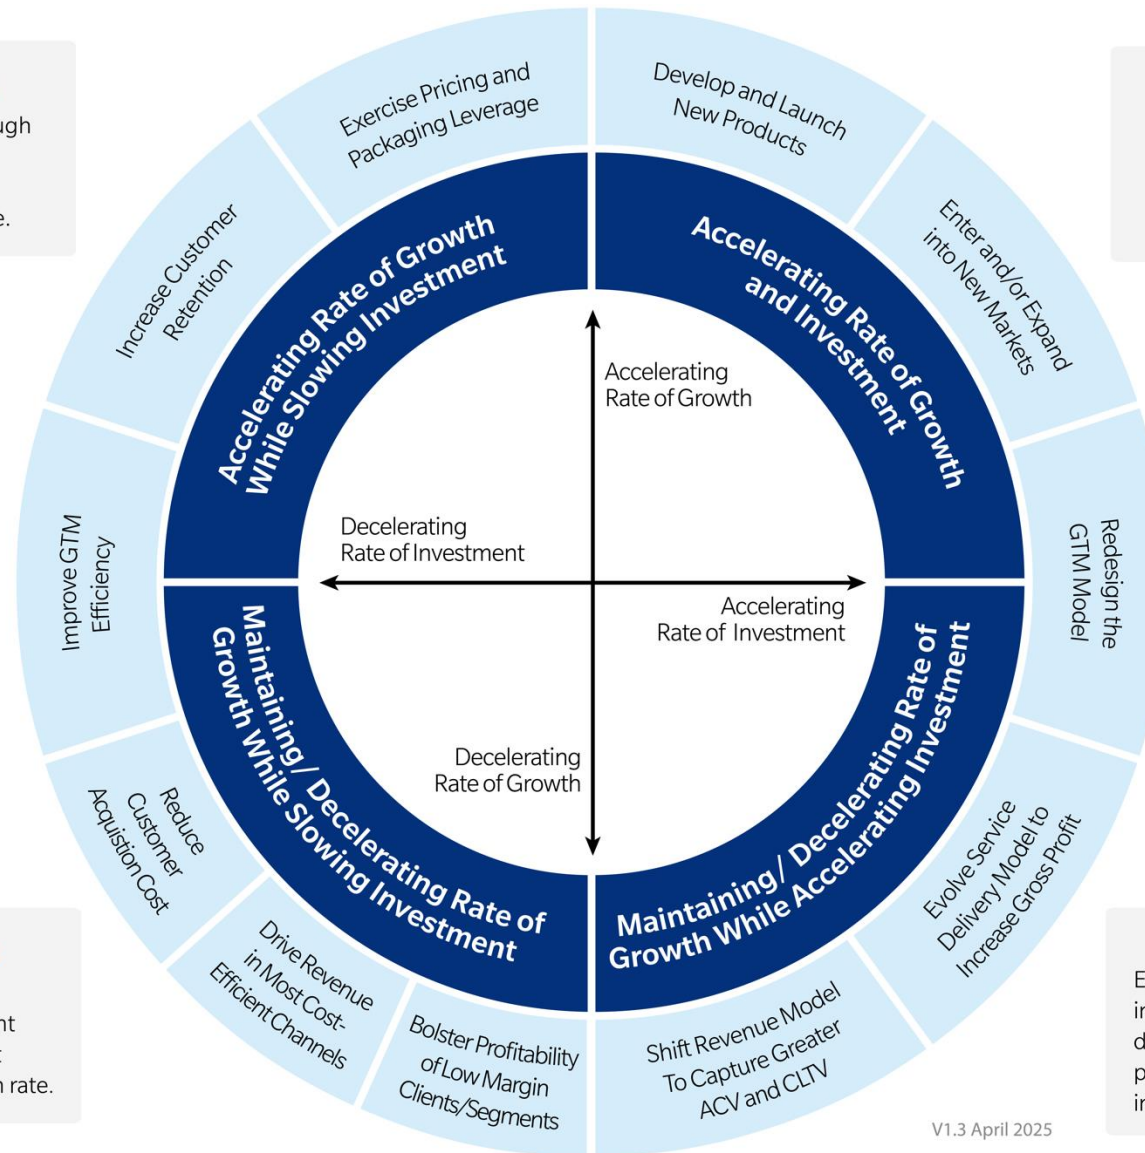 Exercise Pricing and
Packaging Leverage
Develop and Launch
New Products
Enter and/or Expand
into New Markets
Redesign the
GTM Model
Evolve Service
Delivery Model to
Increase Gross Profit
Shift Revenue Model
To Capture Greater
ACV and CLTV
Bolster Profitability
of Low Margin
Clients/Segments
Drive Revenue
in Most Cost-
Efficient Channels
Reduce
Customer
Acquistion Cost
Improve GTM
Efficiency
Increase Customer
Retention
Accelerating Rate of Growth
While Slowing Investment
Accelerating Rate of Growth
and Investment
Maintaining / Decelerating Rate of
Growth While Accelerating Investment
Maintaining / Decelerating Rate of
Growth While Slowing Investment
Accelerating
Rate of Growth
Decelerating
Rate of Investment
Accelerating
Rate of Investment
Decelerating
Rate of Growth
rate.
V1.3 April 2025